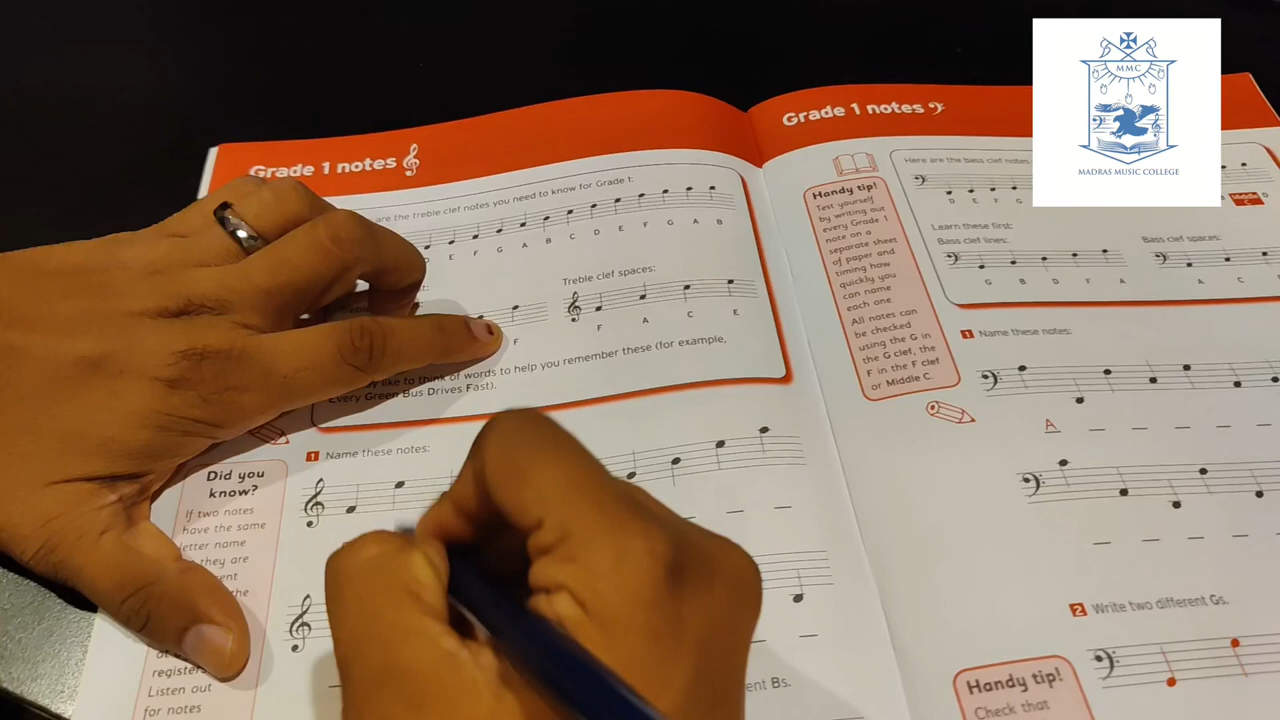 Grade 1 notes
are the treble clef notes you need to know for Grade 1:
E F G A B C D E F G A B
Treble clef spaces:
F
F A C E
like to think of words to help you remember these (for example,
Every Green Bus Drives Fast).
1 Name these notes:
Did you
know?
If two notes
have the same
letter name
they are
the
registers
Listen out
for notes
Bs.
Grade 1 notes
Handy tip!
Test yourself
by writing out
every Grade 1
note on a
separate sheet
of paper and
timing how
quickly you
can name
each one.
All notes can
be checked
using the G in
the G clef, the
F in the F clef
or Middle C.
Here are the bass clef notes
D E F G
Middle
C
D
Learn these first:
Bass clef lines:
G B D F A
Bass clef spaces:
A C
1 Name these notes:
A
2 Write two different Gs.
Handy tip!
Check that
MMC
MADRAS MUSIC COLLEGE